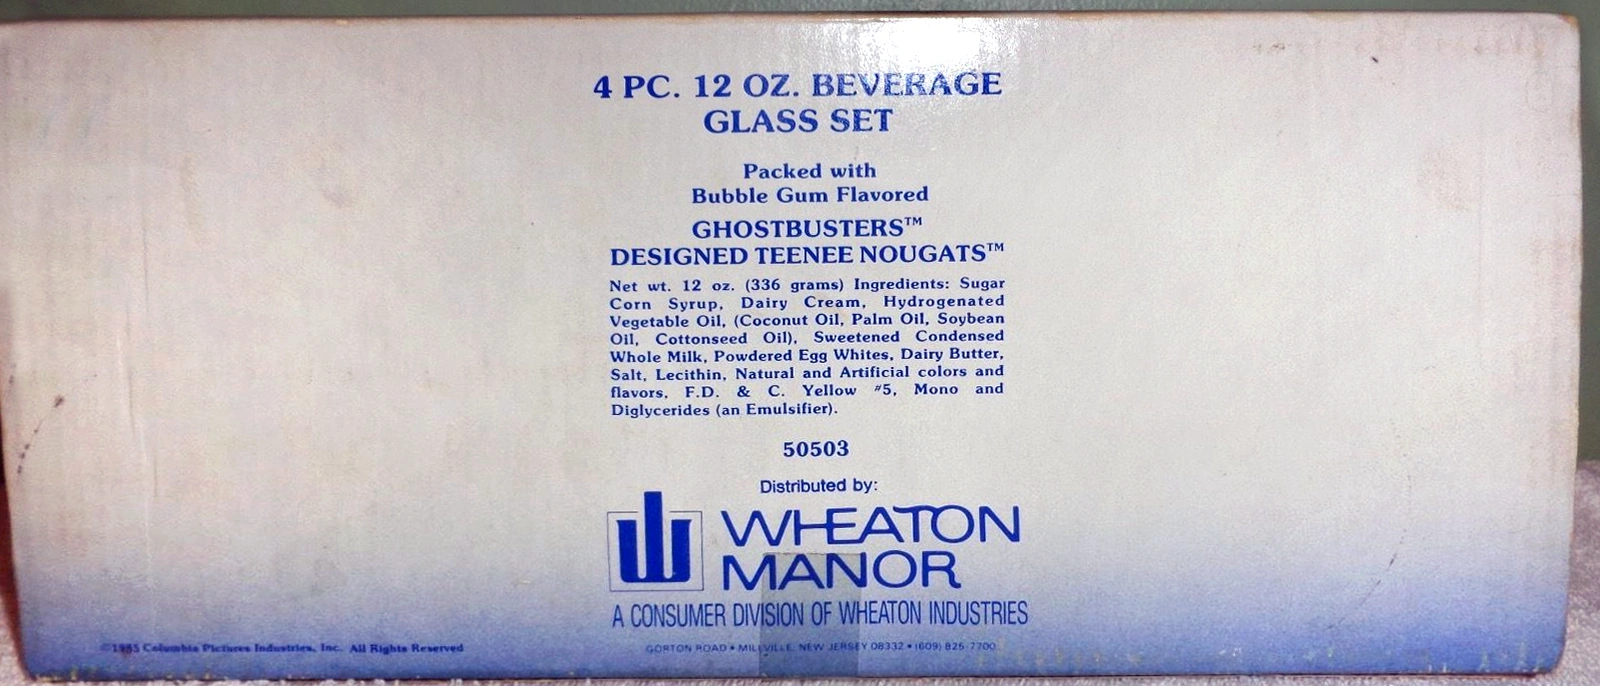 4 PC. 12 OZ. BEVERAGE
GLASS SET
Packed with
Bubble Gum Flavored
GHOSTBUSTERS™
DESIGNED TEENEE NOUGATS™
Net wt. 12 oz. (336 grams) Ingredients: Sugar
Corn Syrup, Dairy Cream, Hydrogenated
Vegetable Oil, (Coconut Oil, Palm Oil, Soybean
Oil, Cottonseed Oil), Sweetened Condensed
Whole Milk, Powdered Egg Whites, Dairy Butter,
Salt, Lecithin, Natural and Artificial colors and
flavors, F.D. & C. Yellow #5, Mono and
Diglycerides (an Emulsifier).
50503
Distributed by:
WHEATON
MANOR
A CONSUMER DIVISION OF WHEATON INDUSTRIES
GORTON ROAD • MILLVILLE, NEW JERSEY 08332 • (609) 825-7700
©1985 Columbia Pictures Industries, Inc. All Rights Reserved